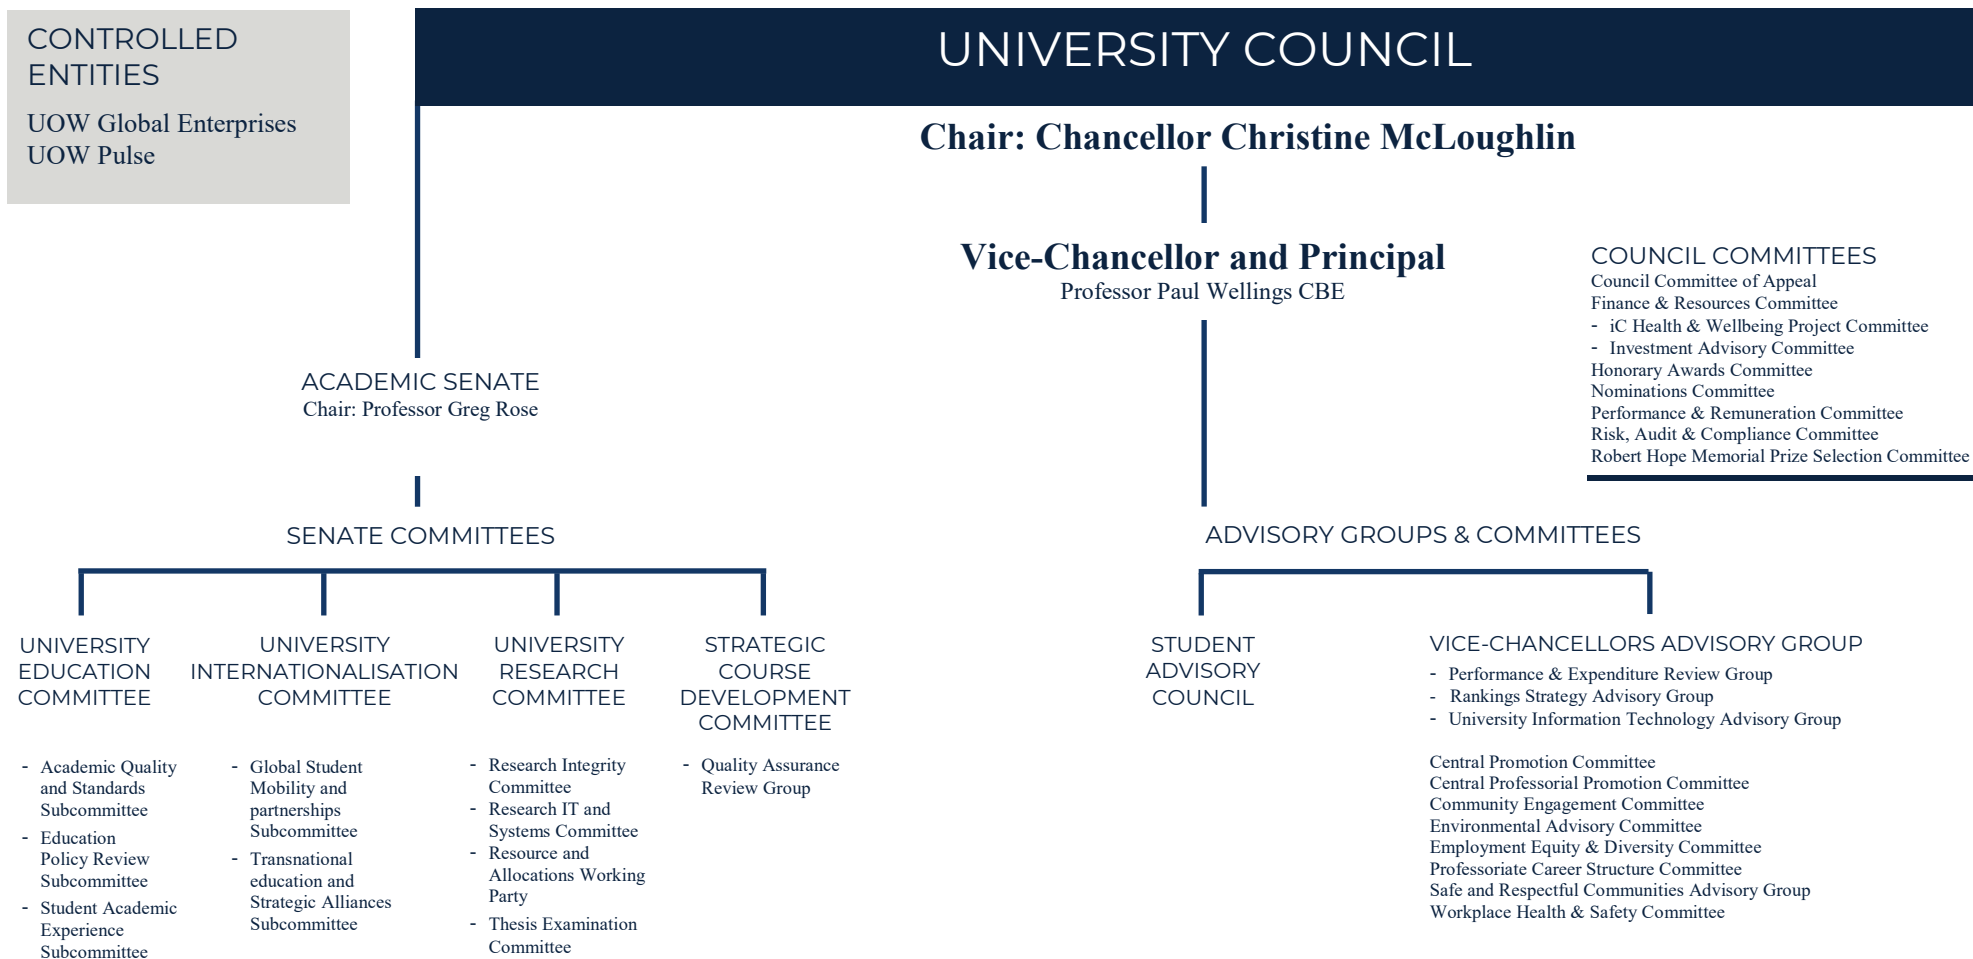 CONTROLLED
ENTITIES
UOW Global Enterprises
UOW Pulse
UNIVERSITY COUNCIL
Chair: Chancellor Christine McLoughlin
Vice-Chancellor and Principal
Professor Paul Wellings CBE
COUNCIL COMMITTEES
Council Committee of Appeal
Finance & Resources Committee
- iC Health & Wellbeing Project Committee
- Investment Advisory Committee
Honorary Awards Committee
Nominations Committee
Performance & Remuneration Committee
Risk, Audit & Compliance Committee
Robert Hope Memorial Prize Selection Committee
ACADEMIC SENATE
Chair: Professor Greg Rose
SENATE COMMITTEES
UNIVERSITY
EDUCATION
COMMITTEE
- Academic Quality
and Standards
Subcommittee
- Education
Policy Review
Subcommittee
- Student Academic
Experience
Subcommittee
UNIVERSITY
INTERNATIONALISATION
COMMITTEE
- Global Student
Mobility and
partnerships
Subcommittee
- Transnational
education and
Strategic Alliances
Subcommittee
UNIVERSITY
RESEARCH
COMMITTEE
- Research Integrity
Committee
- Research IT and
Systems Committee
- Resource and
Allocations Working
Party
- Thesis Examination
Committee
STRATEGIC
COURSE
DEVELOPMENT
COMMITTEE
- Quality Assurance
Review Group
ADVISORY GROUPS & COMMITTEES
STUDENT
ADVISORY
COUNCIL
VICE-CHANCELLORS ADVISORY GROUP
- Performance & Expenditure Review Group
- Rankings Strategy Advisory Group
- University Information Technology Advisory Group
Central Promotion Committee
Central Professorial Promotion Committee
Community Engagement Committee
Environmental Advisory Committee
Employment Equity & Diversity Committee
Professoriate Career Structure Committee
Safe and Respectful Communities Advisory Group
Workplace Health & Safety Committee